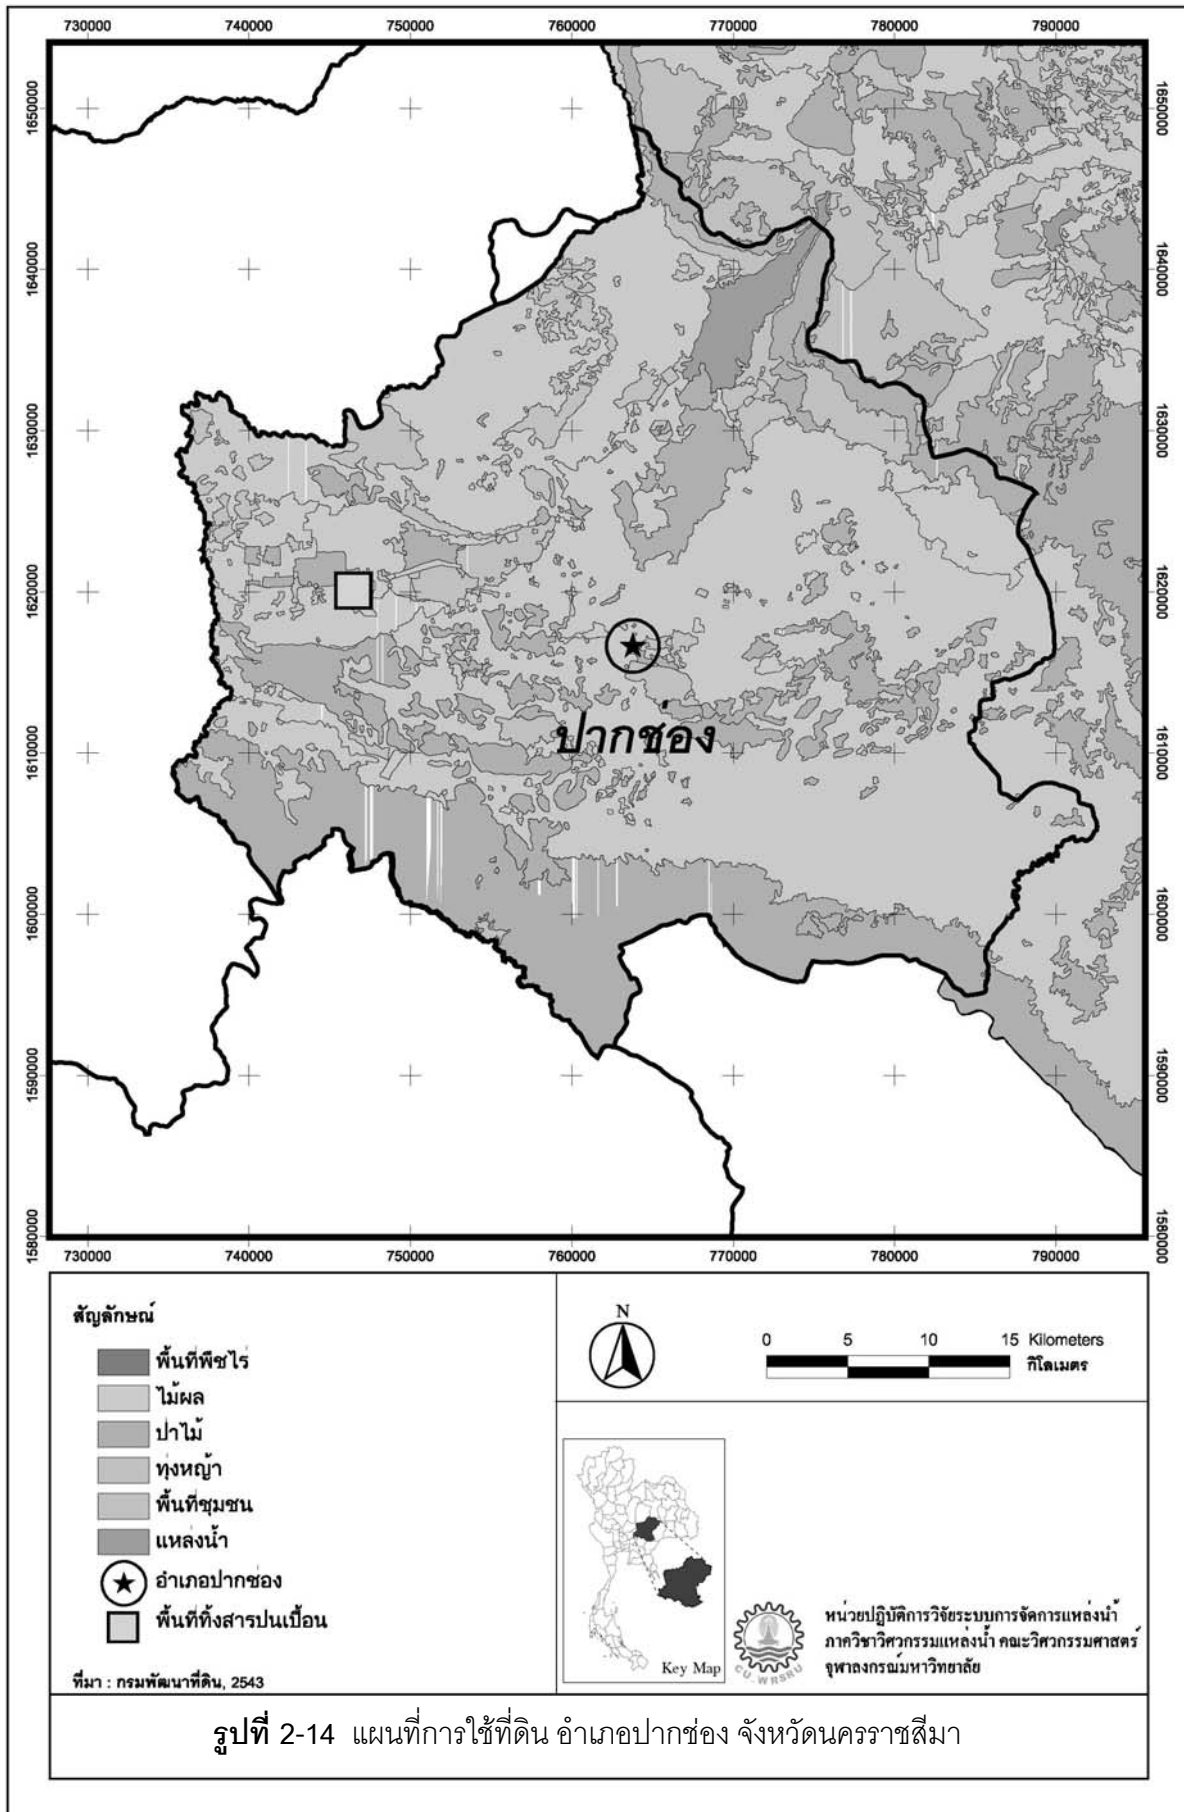 730000 740000 750000 760000 770000 780000 790000
1650000 1650000
1640000 1640000
1630000 1630000
1620000 1620000
ปากช่อง
1610000 1610000
1600000 1600000
1590000 1590000
1580000 1580000
730000 740000 750000 760000 770000 780000 790000
สัญลักษณ์
พื้นที่พืชไร่
ไม้ผล
ป่าไม้
ทุ่งหญ้า
พื้นที่ชุมชน
แหล่งน้ำ
อำเภอปากช่อง
พื้นที่ทิ้งสารปนเปื้อน
ที่มา : กรมพัฒนาที่ดิน, 2543
N
0 5 10 15 Kilometers
กิโลเมตร
Key Map
CU-WRSRU
หน่วยปฏิบัติการวิจัยระบบการจัดการแหล่งน้ำ
ภาควิชาวิศวกรรมแหล่งน้ำ คณะวิศวกรรมศาสตร์
จุฬาลงกรณ์มหาวิทยาลัย
รูปที่ 2-14 แผนที่การใช้ที่ดิน อำเภอปากช่อง จังหวัดนครราชสีมา